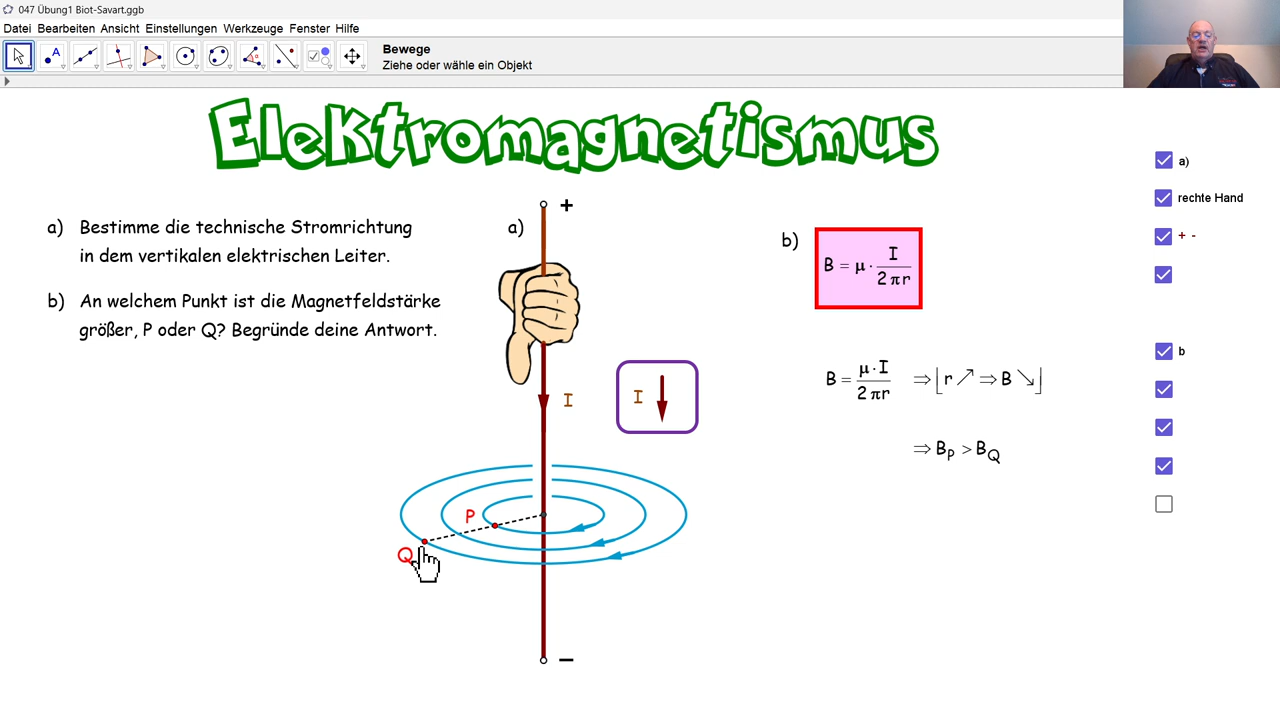 047 Übung1 Biot-Savart.ggb
Datei Bearbeiten Ansicht Einstellungen Werkzeuge Fenster Hilfe
A
Bewege
Ziehe oder wähle ein Objekt
Elektromagnetismus
a) Bestimme die technische Stromrichtung
in dem vertikalen elektrischen Leiter.
b) An welchem Punkt ist die Magnetfeldstärke
größer, P oder Q? Begründe deine Antwort.
a)
+
I
I
P
Q
−
b)
B = μ · I / 2πr
B = μ · I / 2πr ⇒ ⌊ r ↗ ⇒ B ↘ ⌋
⇒ B_P > B_Q
a)
rechte Hand
+ -
b